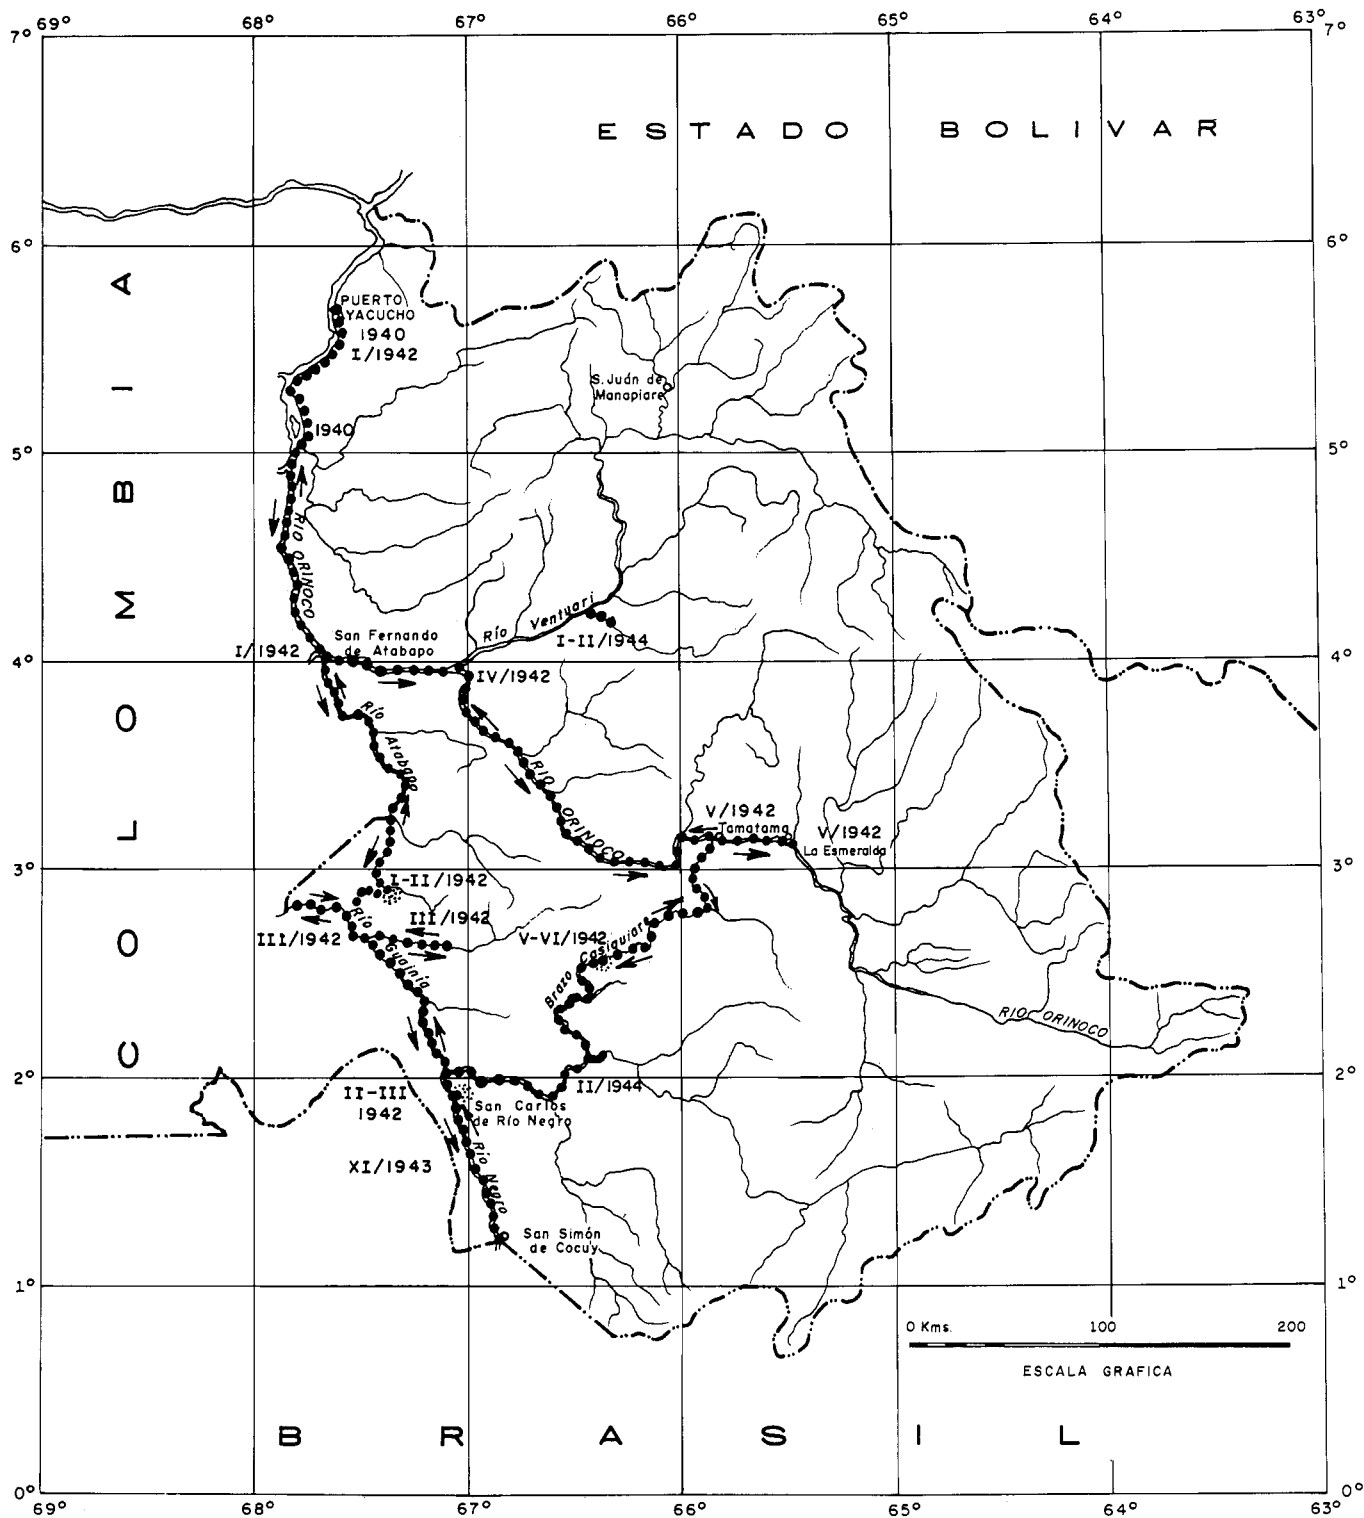 69° 68° 67° 66° 65° 64° 63°
7° 7°
ESTADO BOLIVAR
6° 6°
COLOMBIA
PUERTO
YACUCHO
1940
I/1942
S. Juán de
Manapiare
1940
5° 5°
RIO ORINOCO
Río Ventuari
I-II/1944
San Fernando
de Atabapo
I/1942
4° 4°
IV/1942
Río Atabapo
RIO ORINOCO
V/1942
Tamatama
V/1942
La Esmeralda
3° 3°
I-II/1942
III/1942
III/1942
Río Guainía
V-VI/1942
Brazo Casiquiare
RIO ORINOCO
2° 2°
II/1944
II-III
1942
San Carlos
de Río Negro
XI/1943
Río Negro
San Simón
de Cocuy
1° 1°
0 Kms. 100 200
ESCALA GRAFICA
BRASIL
0° 0°
69° 68° 67° 66° 65° 64° 63°